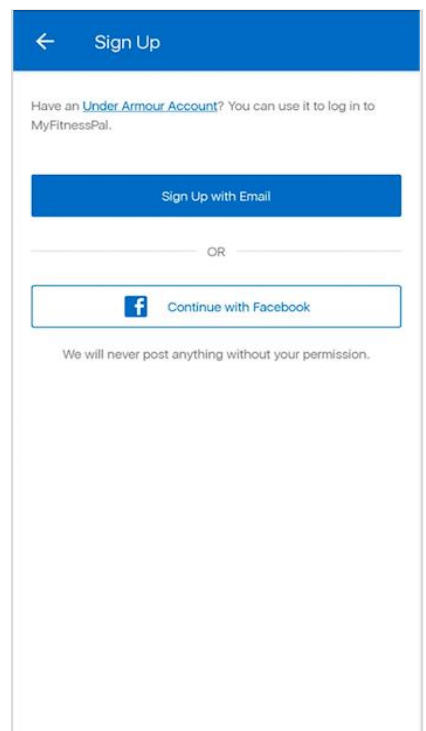 Sign Up
Have an Under Armour Account? You can use it to log in to
MyFitnessPal.
Sign Up with Email
OR
Continue with Facebook
We will never post anything without your permission.